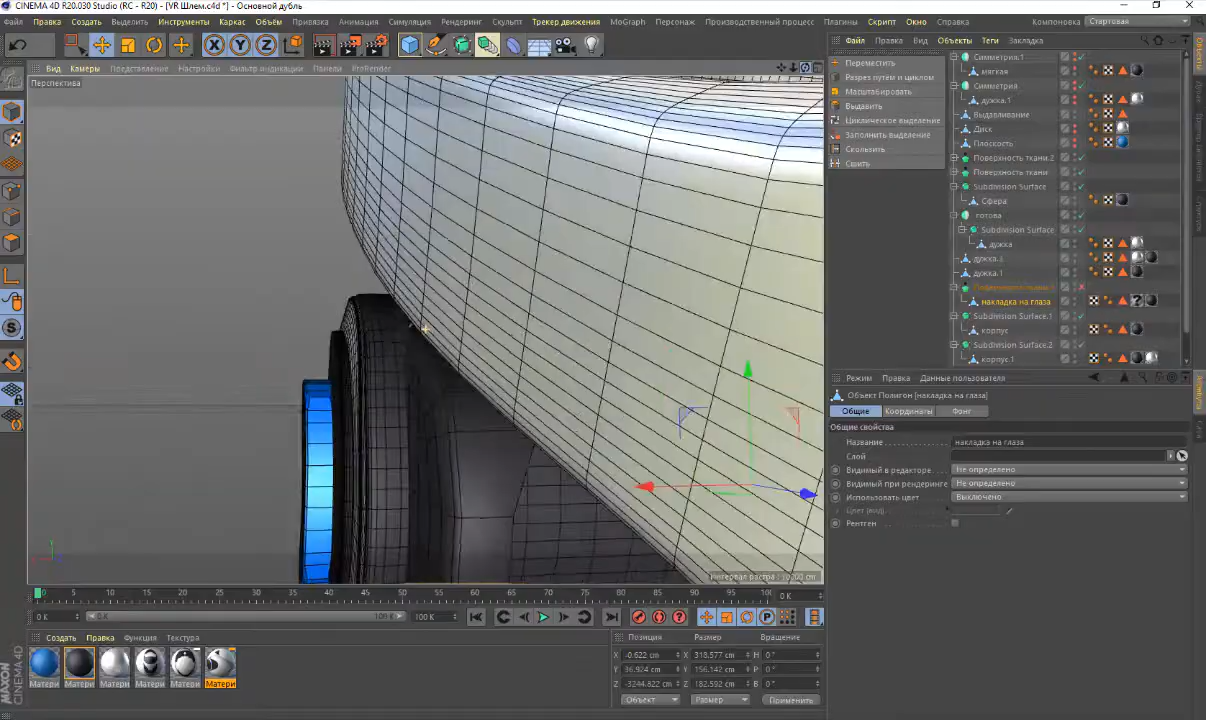 CINEMA 4D R20.030 Studio (RC - R20) - [VR Шлем.c4d *] - Основной дубль
Файл Правка Создать Выделить Инструменты Каркас Объём Привязка Анимация Симуляция Рендеринг Скульпт Трекер движения MoGraph Персонаж Производственный процесс Плагины Скрипт Окно Справка
Компоновка Стартовая
Вид Камеры Представление Настройки Фильтр индикации Панели ProRender
Перспектива
Переместить
Разрез путём и циклом
Масштабировать
Выдавить
Циклическое выделение
Заполнить выделение
Скользить
Сшить
Файл Правка Вид Объекты Теги Закладка
Симметрия.1
мягкая
Симметрия
дужка.1
Выдавливание
Диск
Плоскость
Поверхность ткани.2
Поверхность ткани
Subdivision Surface
Сфера
готова
Subdivision Surface
дужка
дужка.1
накладка на глаза
Subdivision Surface.1
корпус
Subdivision Surface.2
корпус.1
Режим Правка Данные пользователя
Объект Полигон [накладка на глаза]
Общие Координаты Фонг
Общие свойства
Название накладка на глаза
Слой
Видимый в редакторе Не определено
Видимый при рендеринге Не определено
Использовать цвет Выключено
Цвет (вид)
Рентген
0 5 10 15 20 25 30 35 40 45 50 55 60 65 70 75 80 85 90 95 100 0 K
0 K 0 K 100 K 100 K
Создать Правка Функция Текстура
Матери Матери Матери Матери Матери Матери
Позиция Размер Вращение
X -0.622 cm X 318.577 cm H 0°
Y 36.924 cm Y 156.142 cm P 0°
Z -3244.822 cm Z 182.592 cm B 0°
Объект Размер Применить
MAXON CINEMA 4D